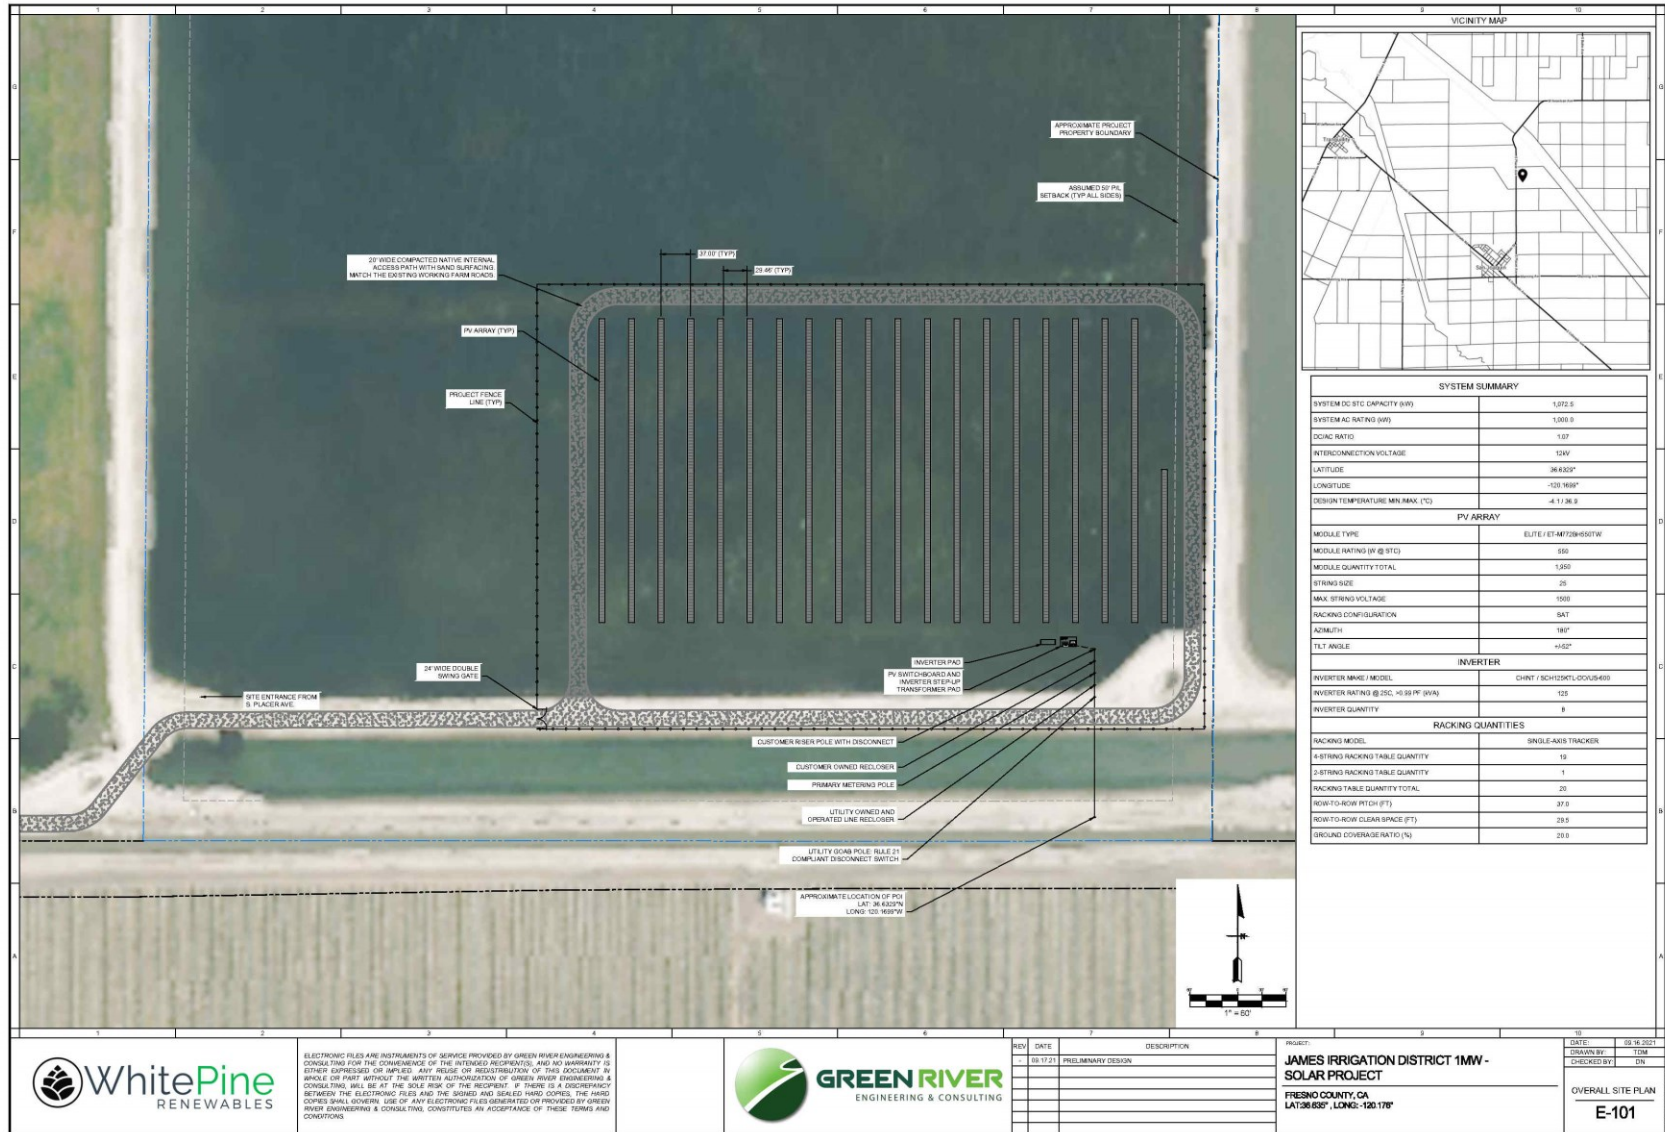 VICINITY MAP
Tranquillity
San Joaquin
APPROXIMATE PROJECT
PROPERTY BOUNDARY
ASSUMED 50' P/L
SETBACK (TYP ALL SIDES)
37.00' (TYP)
29.46' (TYP)
20' WIDE COMPACTED NATIVE INTERNAL
ACCESS PATH WITH SAND SURFACING.
MATCH THE EXISTING WORKING FARM ROADS.
PV ARRAY (TYP)
PROJECT FENCE
LINE (TYP)
24' WIDE DOUBLE
SWING GATE
SITE ENTRANCE FROM
S. PLACER AVE.
INVERTER PAD
PV SWITCHBOARD AND
INVERTER STEP-UP
TRANSFORMER PAD
CUSTOMER RISER POLE WITH DISCONNECT
CUSTOMER OWNED RECLOSER
PRIMARY METERING POLE
UTILITY OWNED AND
OPERATED LINE RECLOSER
UTILITY GOAB POLE: RULE 21
COMPLIANT DISCONNECT SWITCH
APPROXIMATE LOCATION OF POI
LAT: 36.6329°N
LONG: 120.1699°W
1" = 60'
SYSTEM SUMMARY
SYSTEM DC STC CAPACITY (kW) 1,072.5
SYSTEM AC RATING (kW) 1,000.0
DC/AC RATIO 1.07
INTERCONNECTION VOLTAGE 12kV
LATITUDE 36.6329°
LONGITUDE -120.1699°
DESIGN TEMPERATURE MIN./MAX. (°C) -4.1 / 36.9
PV ARRAY
MODULE TYPE ELITE / ET-M772BH550TW
MODULE RATING (W @ STC) 550
MODULE QUANTITY TOTAL 1,950
STRING SIZE 25
MAX. STRING VOLTAGE 1500
RACKING CONFIGURATION SAT
AZIMUTH 180°
TILT ANGLE +/-52°
INVERTER
INVERTER MAKE / MODEL CHINT / SCH125KTL-DO/US-600
INVERTER RATING @ 25C, >0.99 PF (kVA) 125
INVERTER QUANTITY 8
RACKING QUANTITIES
RACKING MODEL SINGLE-AXIS TRACKER
4-STRING RACKING TABLE QUANTITY 19
2-STRING RACKING TABLE QUANTITY 1
RACKING TABLE QUANTITY TOTAL 20
ROW-TO-ROW PITCH (FT) 37.0
ROW-TO-ROW CLEAR SPACE (FT) 29.5
GROUND COVERAGE RATIO (%) 20.0
WhitePine
RENEWABLES
ELECTRONIC FILES ARE INSTRUMENTS OF SERVICE PROVIDED BY GREEN RIVER ENGINEERING &
CONSULTING FOR THE CONVENIENCE OF THE INTENDED RECIPIENT(S), AND NO WARRANTY IS
EITHER EXPRESSED OR IMPLIED. ANY REUSE OR REDISTRIBUTION OF THIS DOCUMENT IN
WHOLE OR PART WITHOUT THE WRITTEN AUTHORIZATION OF GREEN RIVER ENGINEERING &
CONSULTING, WILL BE AT THE SOLE RISK OF THE RECIPIENT. IF THERE IS A DISCREPANCY
BETWEEN THE ELECTRONIC FILES AND THE SIGNED AND SEALED HARD COPIES, THE HARD
COPIES SHALL GOVERN. USE OF ANY ELECTRONIC FILES GENERATED OR PROVIDED BY GREEN
RIVER ENGINEERING & CONSULTING, CONSTITUTES AN ACCEPTANCE OF THESE TERMS AND
CONDITIONS.
GREEN RIVER
ENGINEERING & CONSULTING
REV DATE DESCRIPTION
- 09.17.21 PRELIMINARY DESIGN
PROJECT:
JAMES IRRIGATION DISTRICT 1MW -
SOLAR PROJECT
FRESNO COUNTY, CA
LAT:36.635°, LONG:-120.178°
DATE: 09.16.2021
DRAWN BY: TDM
CHECKED BY: DN
OVERALL SITE PLAN
E-101